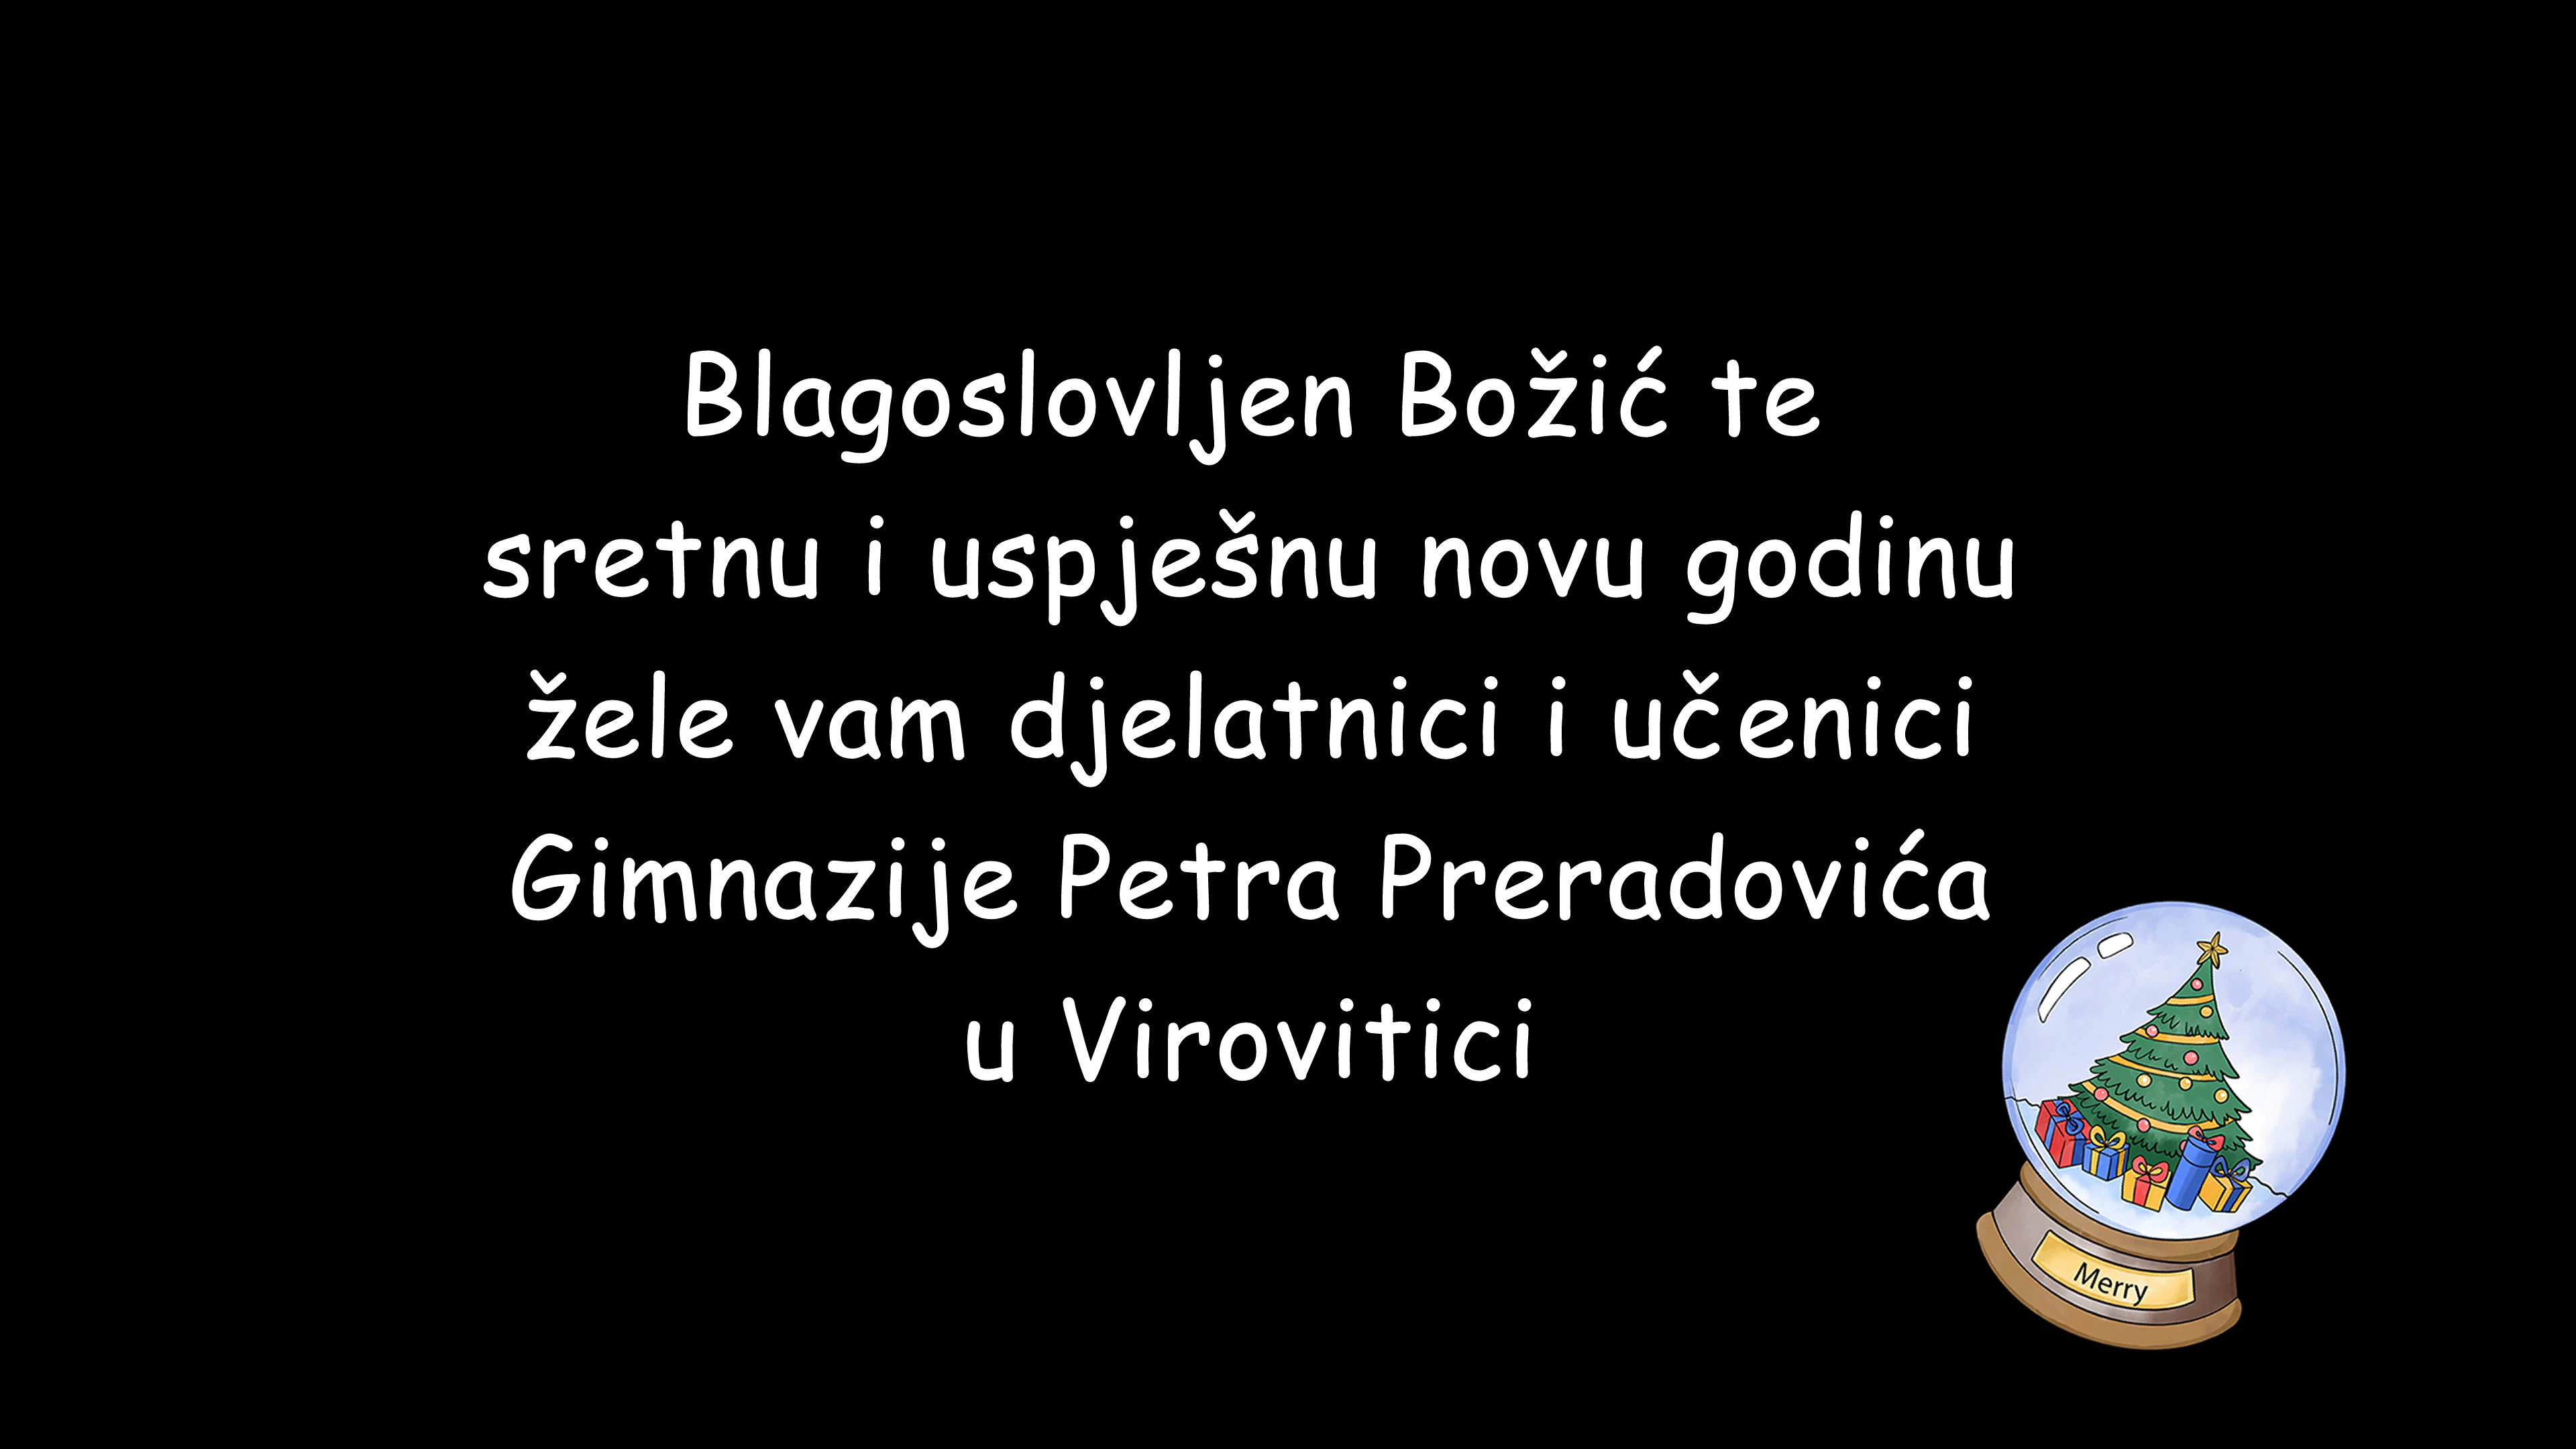 Blagoslovljen Božić te
sretnu i uspješnu novu godinu
žele vam djelatnici i učenici
Gimnazije Petra Preradovića
u Virovitici
Merry